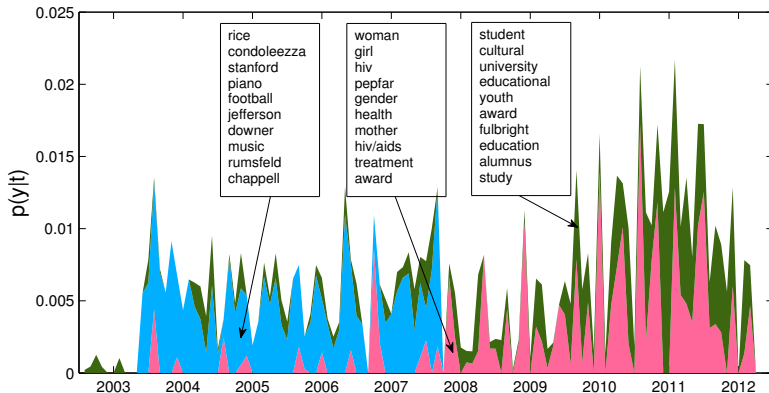 0.025
0.02
0.015
0.01
0.005
0
p(y|t)
rice
condoleezza
stanford
piano
football
jefferson
downer
music
rumsfeld
chappell
woman
girl
hiv
pepfar
gender
health
mother
hiv/aids
treatment
award
student
cultural
university
educational
youth
award
fulbright
education
alumnus
study
2003 2004 2005 2006 2007 2008 2009 2010 2011 2012